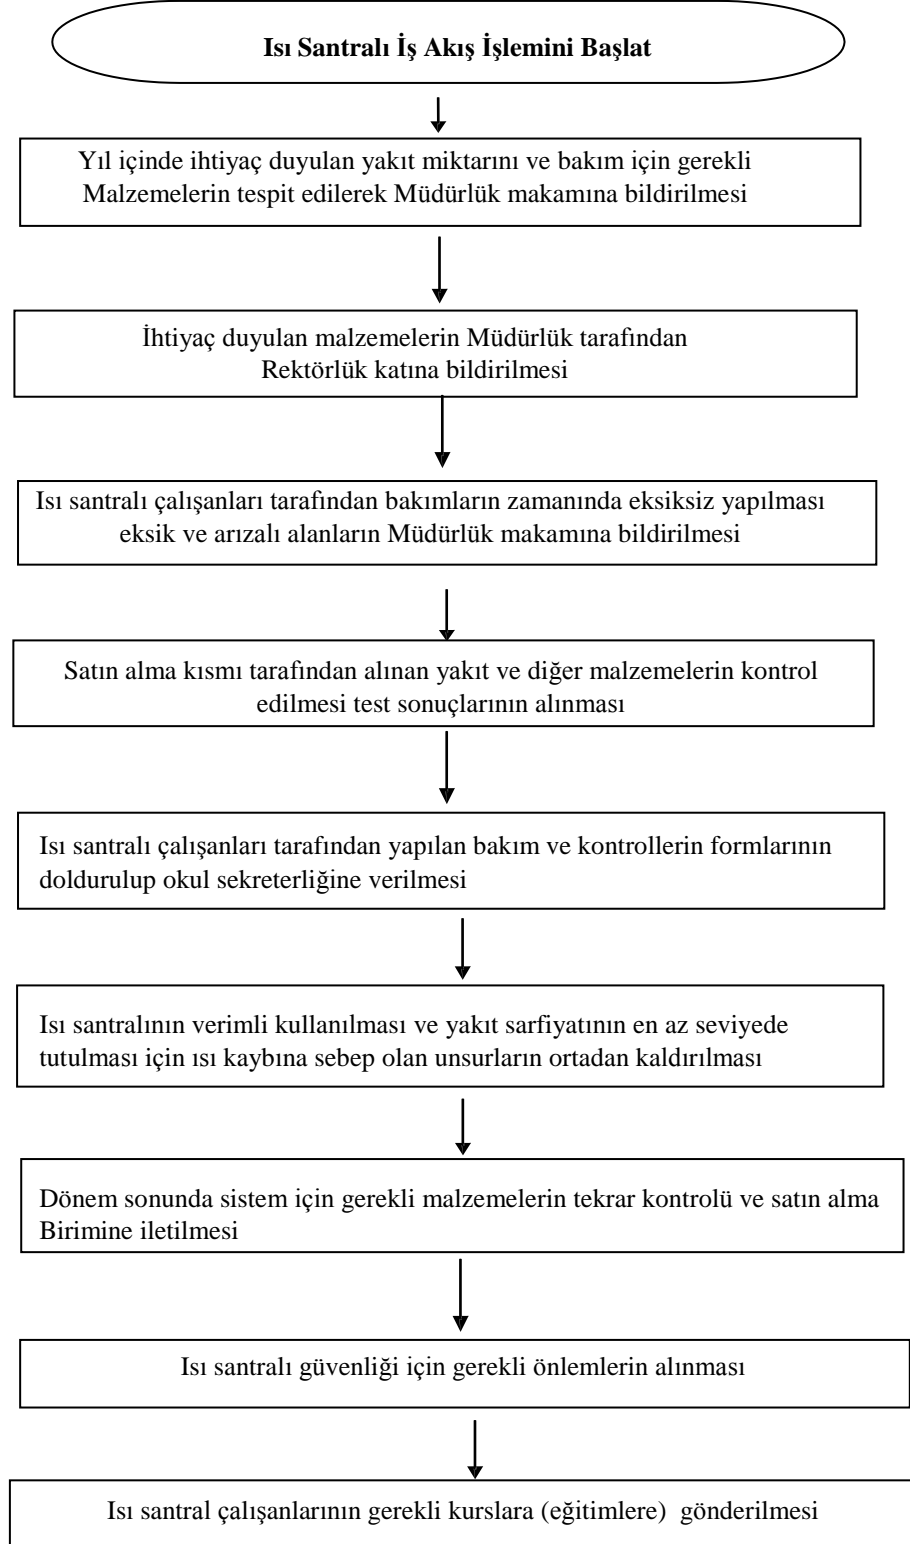 Isı Santralı İş Akış İşlemini Başlat
Yıl içinde ihtiyaç duyulan yakıt miktarını ve bakım için gerekli
Malzemelerin tespit edilerek Müdürlük makamına bildirilmesi
İhtiyaç duyulan malzemelerin Müdürlük tarafından
Rektörlük katına bildirilmesi
Isı santralı çalışanları tarafından bakımların zamanında eksiksiz yapılması
eksik ve arızalı alanların Müdürlük makamına bildirilmesi
Satın alma kısmı tarafından alınan yakıt ve diğer malzemelerin kontrol
edilmesi test sonuçlarının alınması
Isı santralı çalışanları tarafından yapılan bakım ve kontrollerin formlarının
doldurulup okul sekreterliğine verilmesi
Isı santralının verimli kullanılması ve yakıt sarfiyatının en az seviyede
tutulması için ısı kaybına sebep olan unsurların ortadan kaldırılması
Dönem sonunda sistem için gerekli malzemelerin tekrar kontrolü ve satın alma
Birimine iletilmesi
Isı santralı güvenliği için gerekli önlemlerin alınması
Isı santral çalışanlarının gerekli kurslara (eğitimlere) gönderilmesi